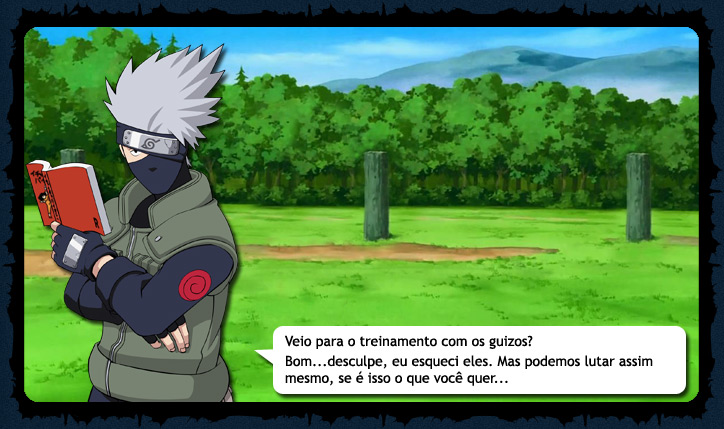 Veio para o treinamento com os guizos?
Bom...desculpe, eu esqueci eles. Mas podemos lutar assim
mesmo, se é isso o que você quer...